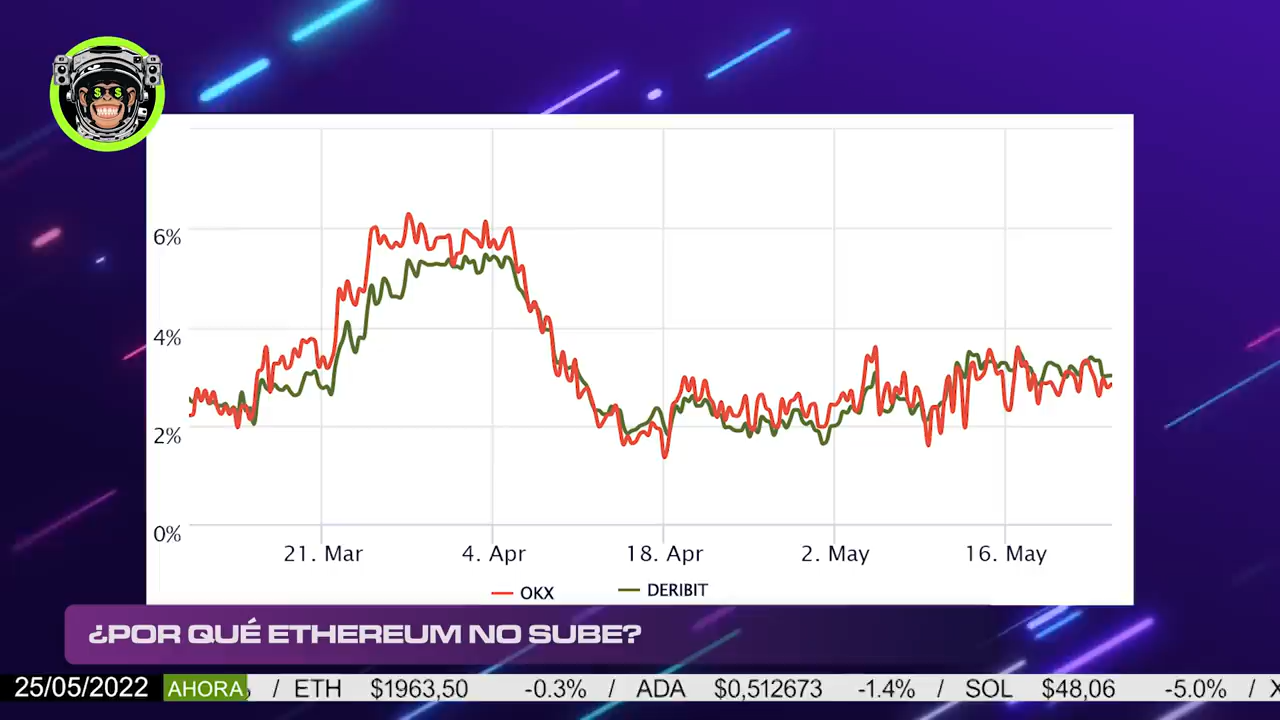 6%
4%
2%
0%
21. Mar 4. Apr 18. Apr 2. May 16. May
OKX DERIBIT
¿POR QUÉ ETHEREUM NO SUBE?
25/05/2022 AHORA / ETH $1963,50 -0.3% / ADA $0,512673 -1.4% / SOL $48,06 -5.0% / X